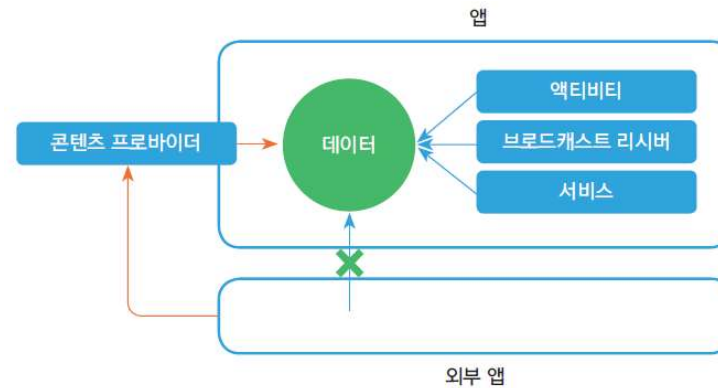 앱
액티비티
콘텐츠 프로바이더
데이터
브로드캐스트 리시버
서비스
외부 앱